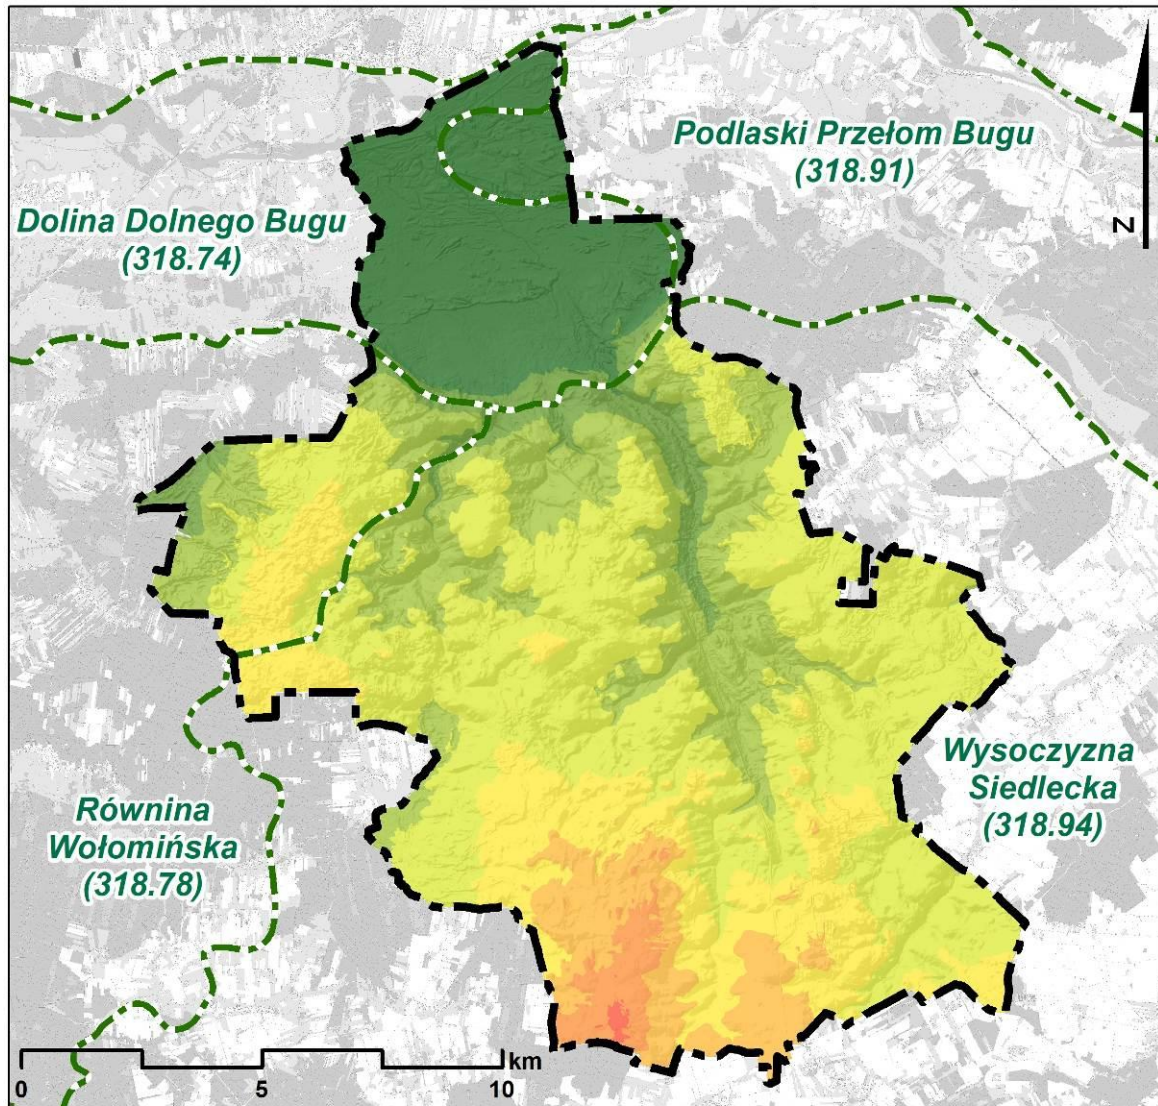 Podlaski Przełom Bugu
(318.91)
Dolina Dolnego Bugu
(318.74)
N
Wysoczyzna
Siedlecka
(318.94)
Równina
Wołomińska
(318.78)
km
0 5 10